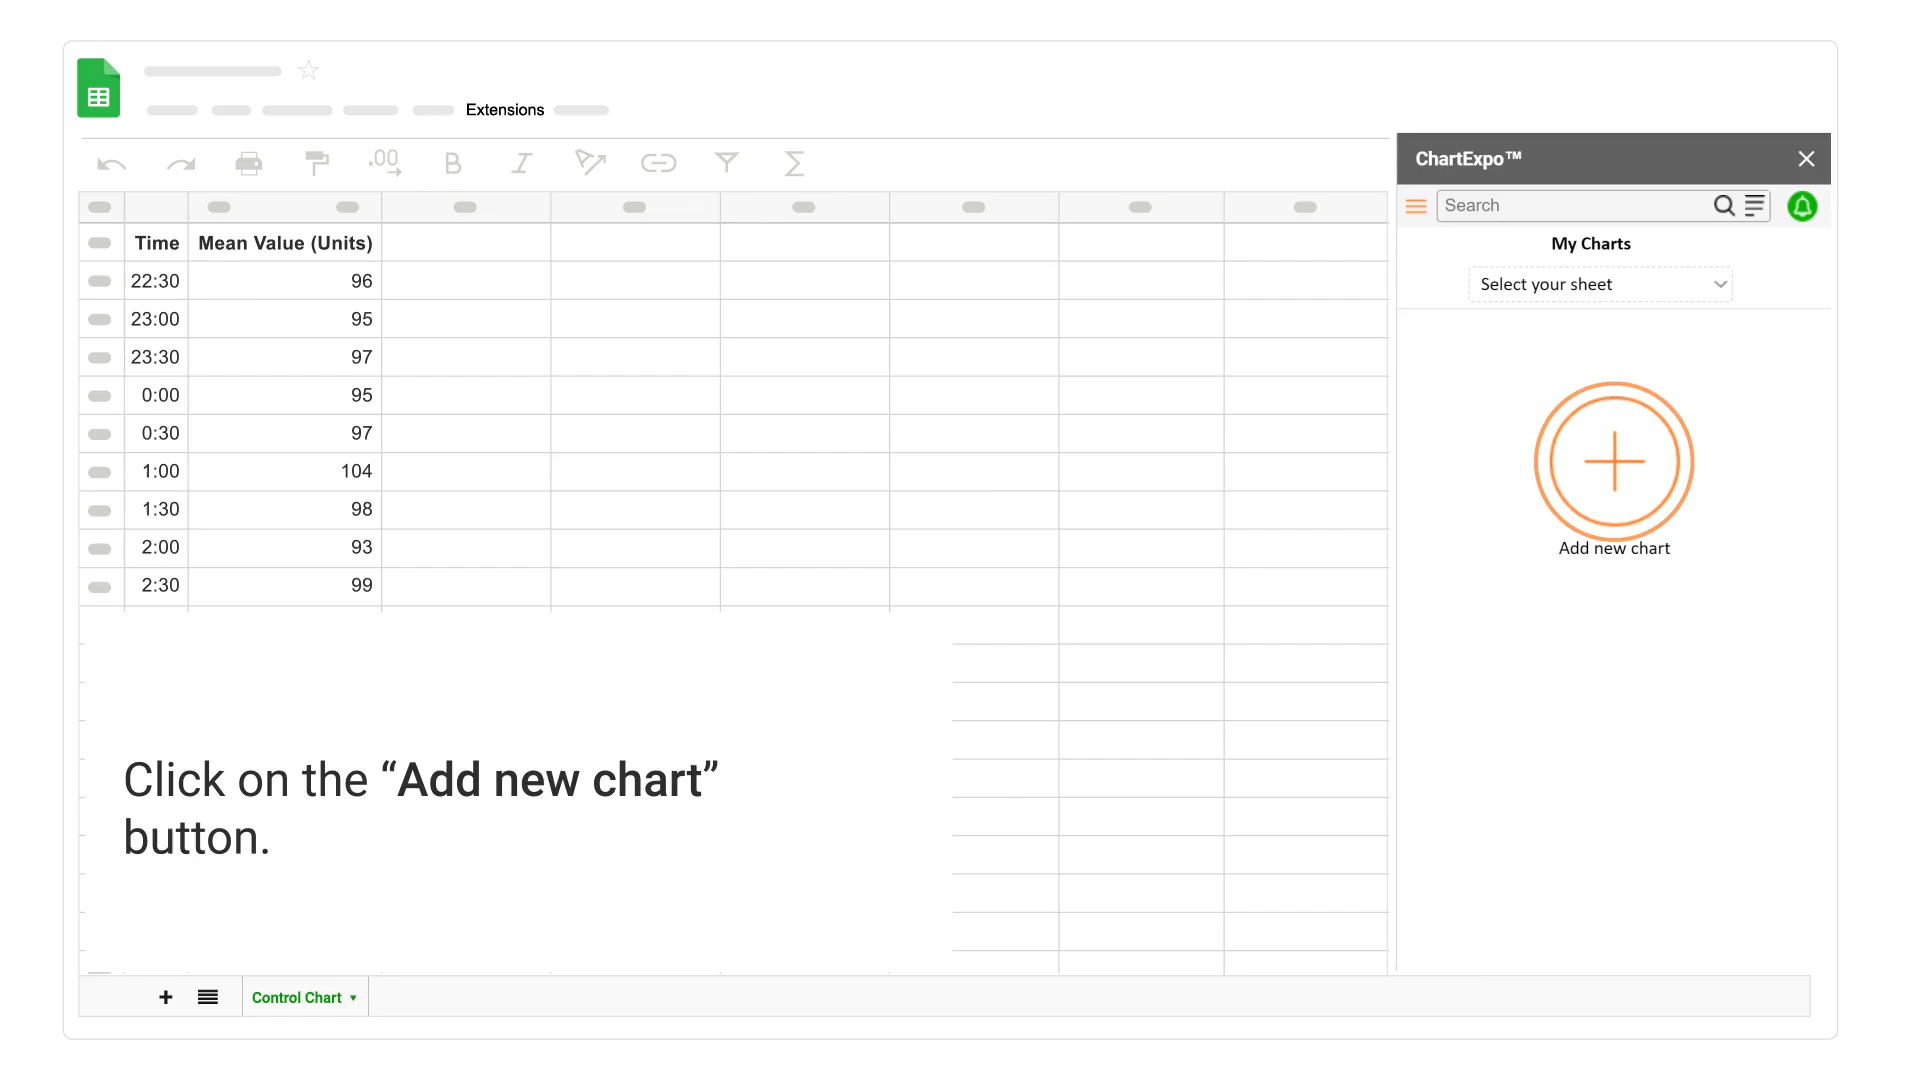 Extensions
.00
B
I
ChartExpo™
Search
My Charts
Select your sheet
Add new chart
Time Mean Value (Units)
22:30 96
23:00 95
23:30 97
0:00 95
0:30 97
1:00 104
1:30 98
2:00 93
2:30 99
Click on the “Add new chart”
button.
Control Chart